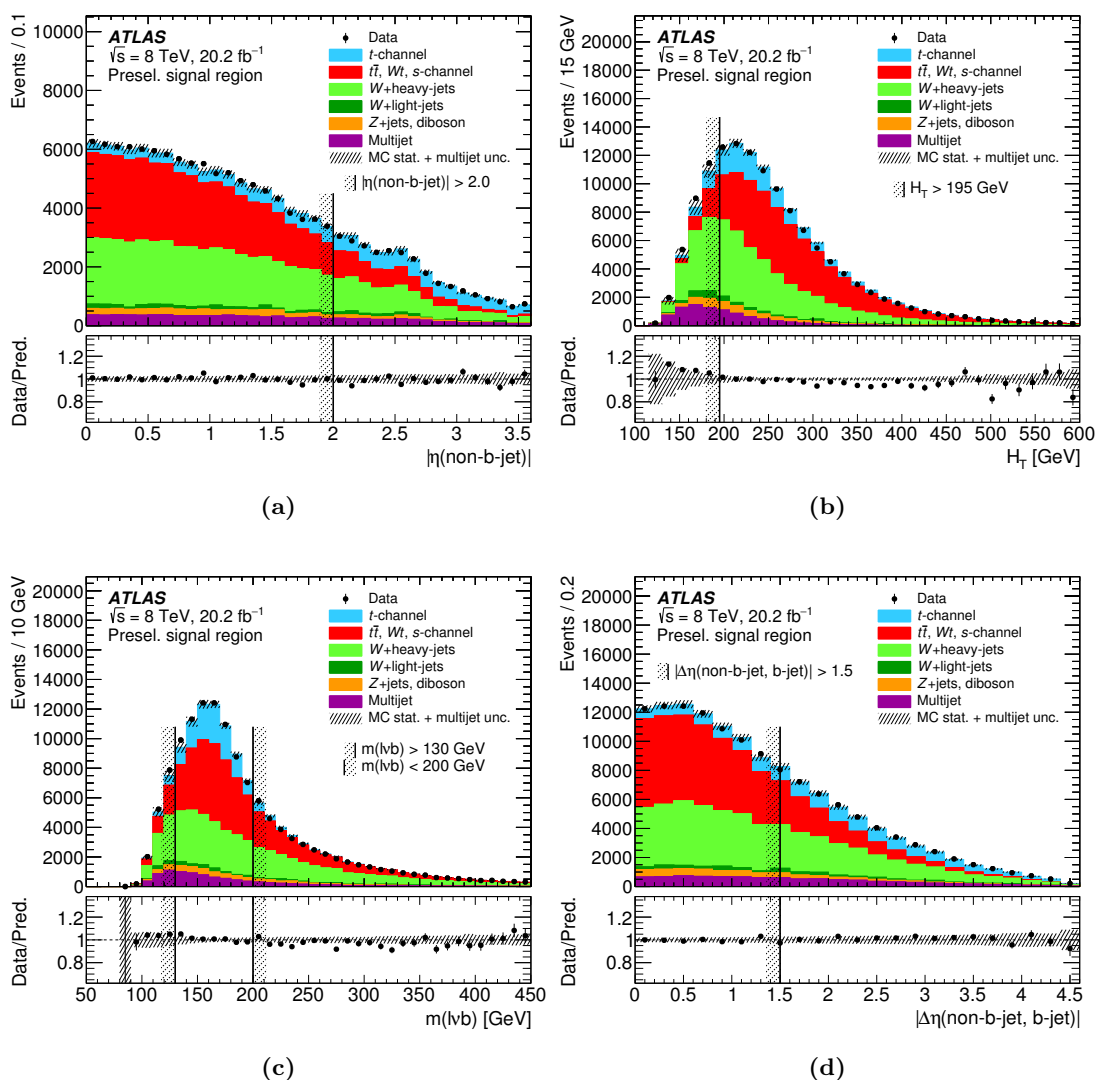 Events / 0.1
10000
8000
6000
4000
2000
0
ATLAS
√s = 8 TeV, 20.2 fb⁻¹
Presel. signal region
Data
t-channel
tt̄, Wt, s-channel
W+heavy-jets
W+light-jets
Z+jets, diboson
Multijet
MC stat. + multijet unc.
|η(non-b-jet)| > 2.0
Data/Pred.
1.2
1
0.8
0 0.5 1 1.5 2 2.5 3 3.5
|η(non-b-jet)|
(a)
Events / 15 GeV
20000
18000
16000
14000
12000
10000
8000
6000
4000
2000
0
ATLAS
√s = 8 TeV, 20.2 fb⁻¹
Presel. signal region
Data
t-channel
tt̄, Wt, s-channel
W+heavy-jets
W+light-jets
Z+jets, diboson
Multijet
MC stat. + multijet unc.
H_T > 195 GeV
Data/Pred.
1.2
1
0.8
100 150 200 250 300 350 400 450 500 550 600
H_T [GeV]
(b)
Events / 10 GeV
20000
18000
16000
14000
12000
10000
8000
6000
4000
2000
0
ATLAS
√s = 8 TeV, 20.2 fb⁻¹
Presel. signal region
Data
t-channel
tt̄, Wt, s-channel
W+heavy-jets
W+light-jets
Z+jets, diboson
Multijet
MC stat. + multijet unc.
m(lνb) > 130 GeV
m(lνb) < 200 GeV
Data/Pred.
1.2
1
0.8
50 100 150 200 250 300 350 400 450
m(lνb) [GeV]
(c)
Events / 0.2
20000
18000
16000
14000
12000
10000
8000
6000
4000
2000
0
ATLAS
√s = 8 TeV, 20.2 fb⁻¹
Presel. signal region
Data
t-channel
tt̄, Wt, s-channel
W+heavy-jets
W+light-jets
Z+jets, diboson
Multijet
MC stat. + multijet unc.
|Δη(non-b-jet, b-jet)| > 1.5
Data/Pred.
1.2
1
0.8
0 0.5 1 1.5 2 2.5 3 3.5 4 4.5
|Δη(non-b-jet, b-jet)|
(d)